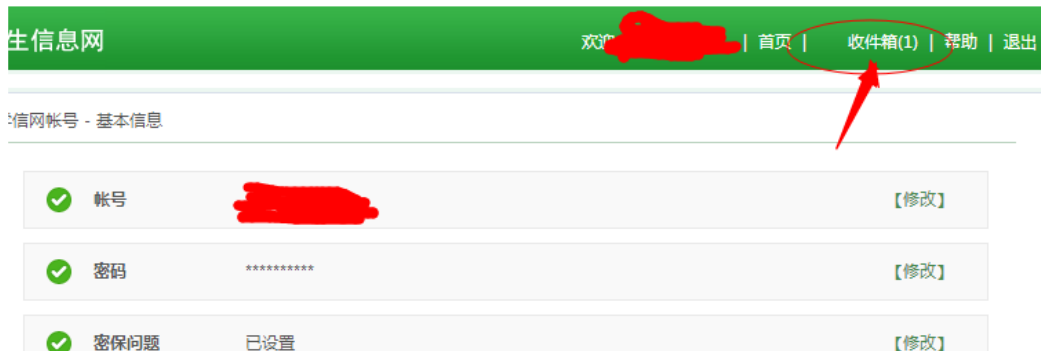 生信息网
欢迎 | 首页 | 收件箱(1) | 帮助 | 退出
信网帐号 - 基本信息
帐号 【修改】
密码 ********** 【修改】
密保问题 已设置 【修改】